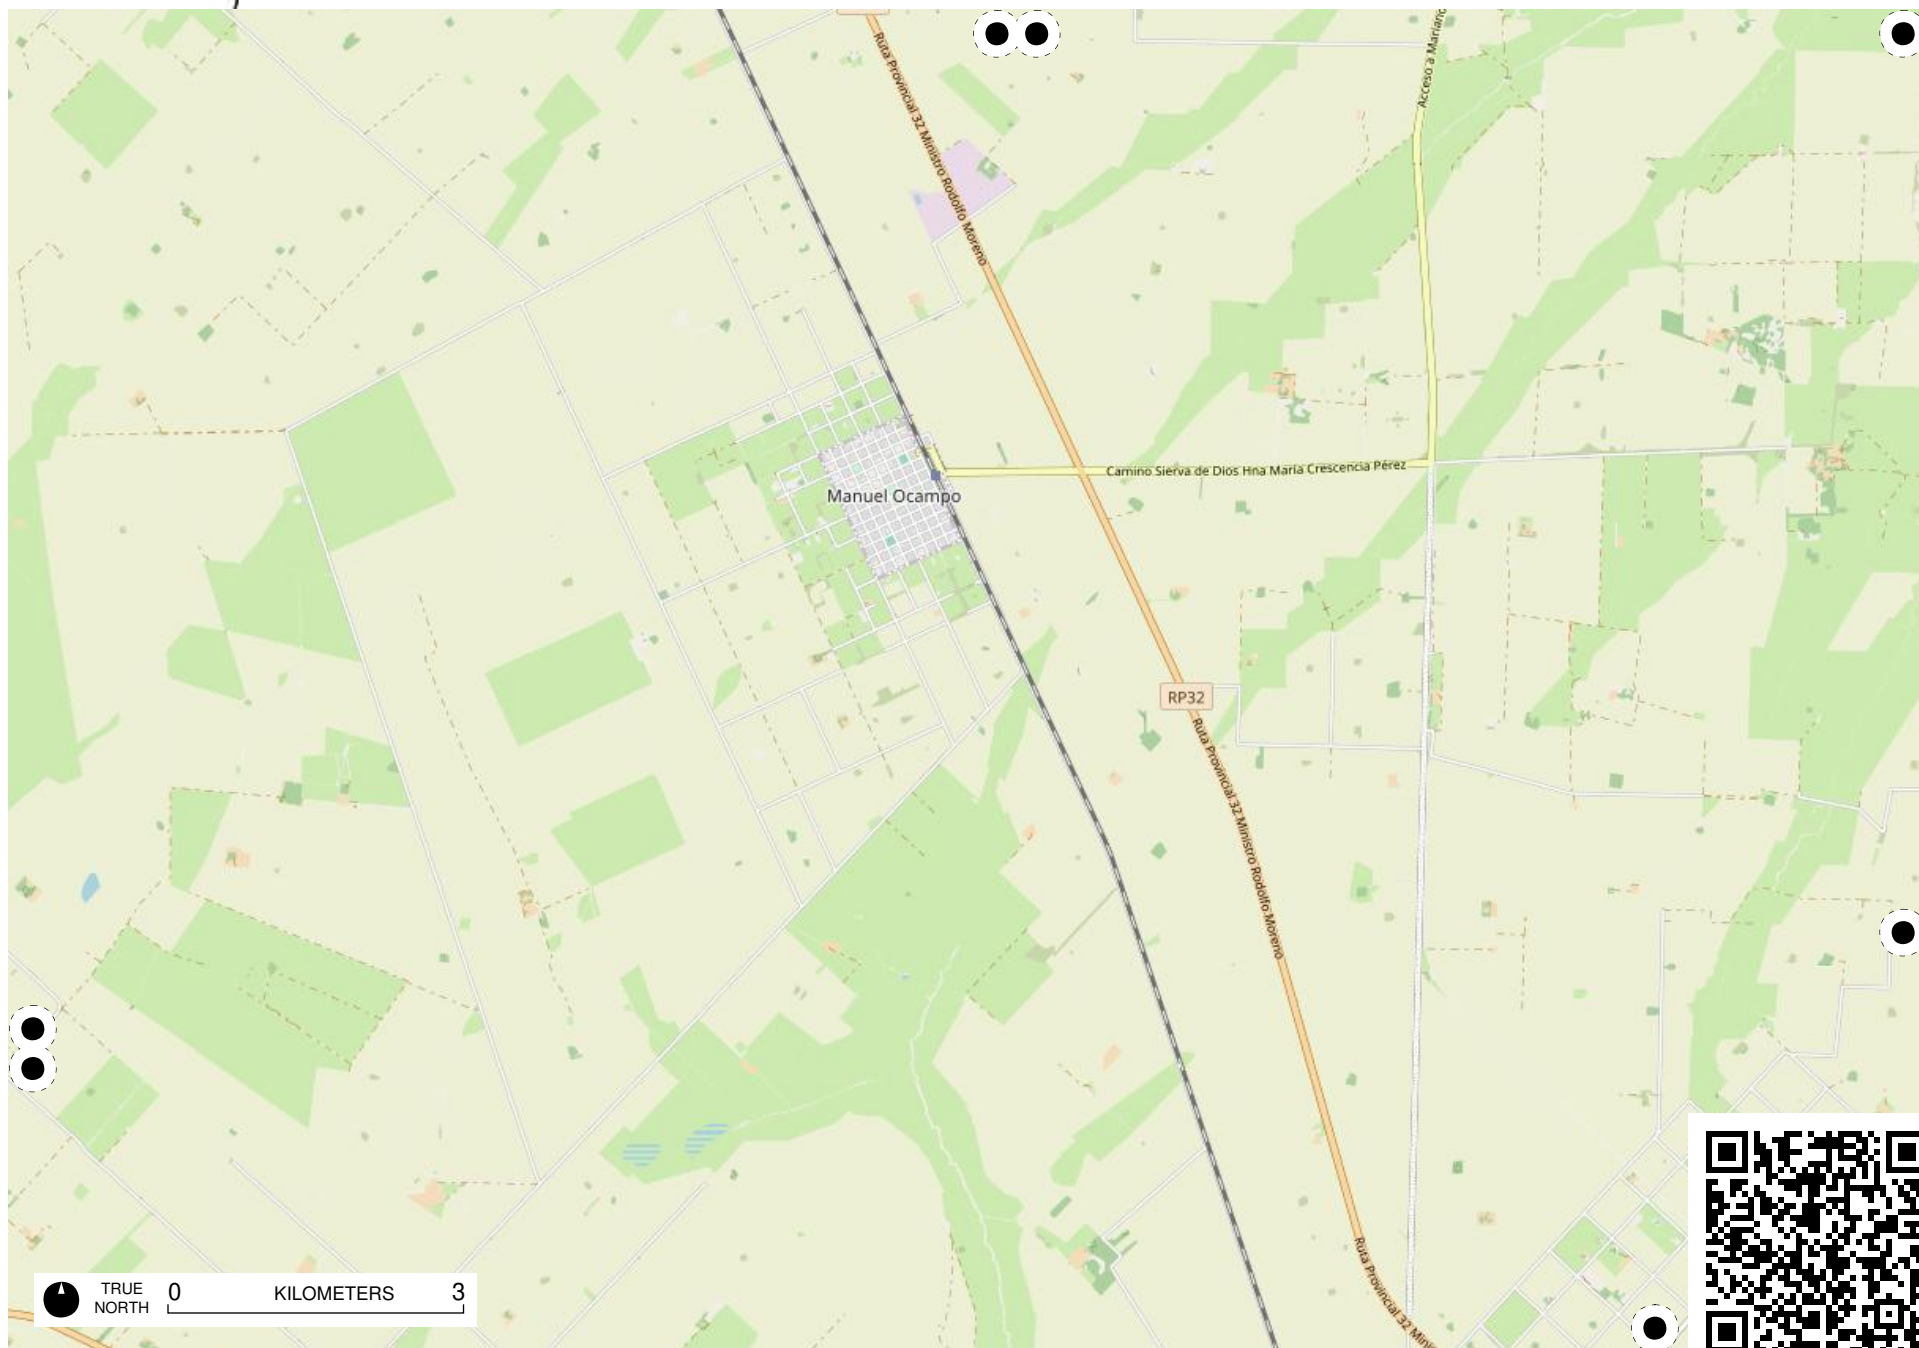 Ruta Provincial 32 Ministro Rodolfo Moreno
Acceso a Mariano
Camino Sierva de Dios Hna María Crescencia Pérez
Manuel Ocampo
RP32
Ruta Provincial 32 Ministro Rodolfo Moreno
Ruta Provincial 32 Mini
TRUE NORTH
0 KILOMETERS 3